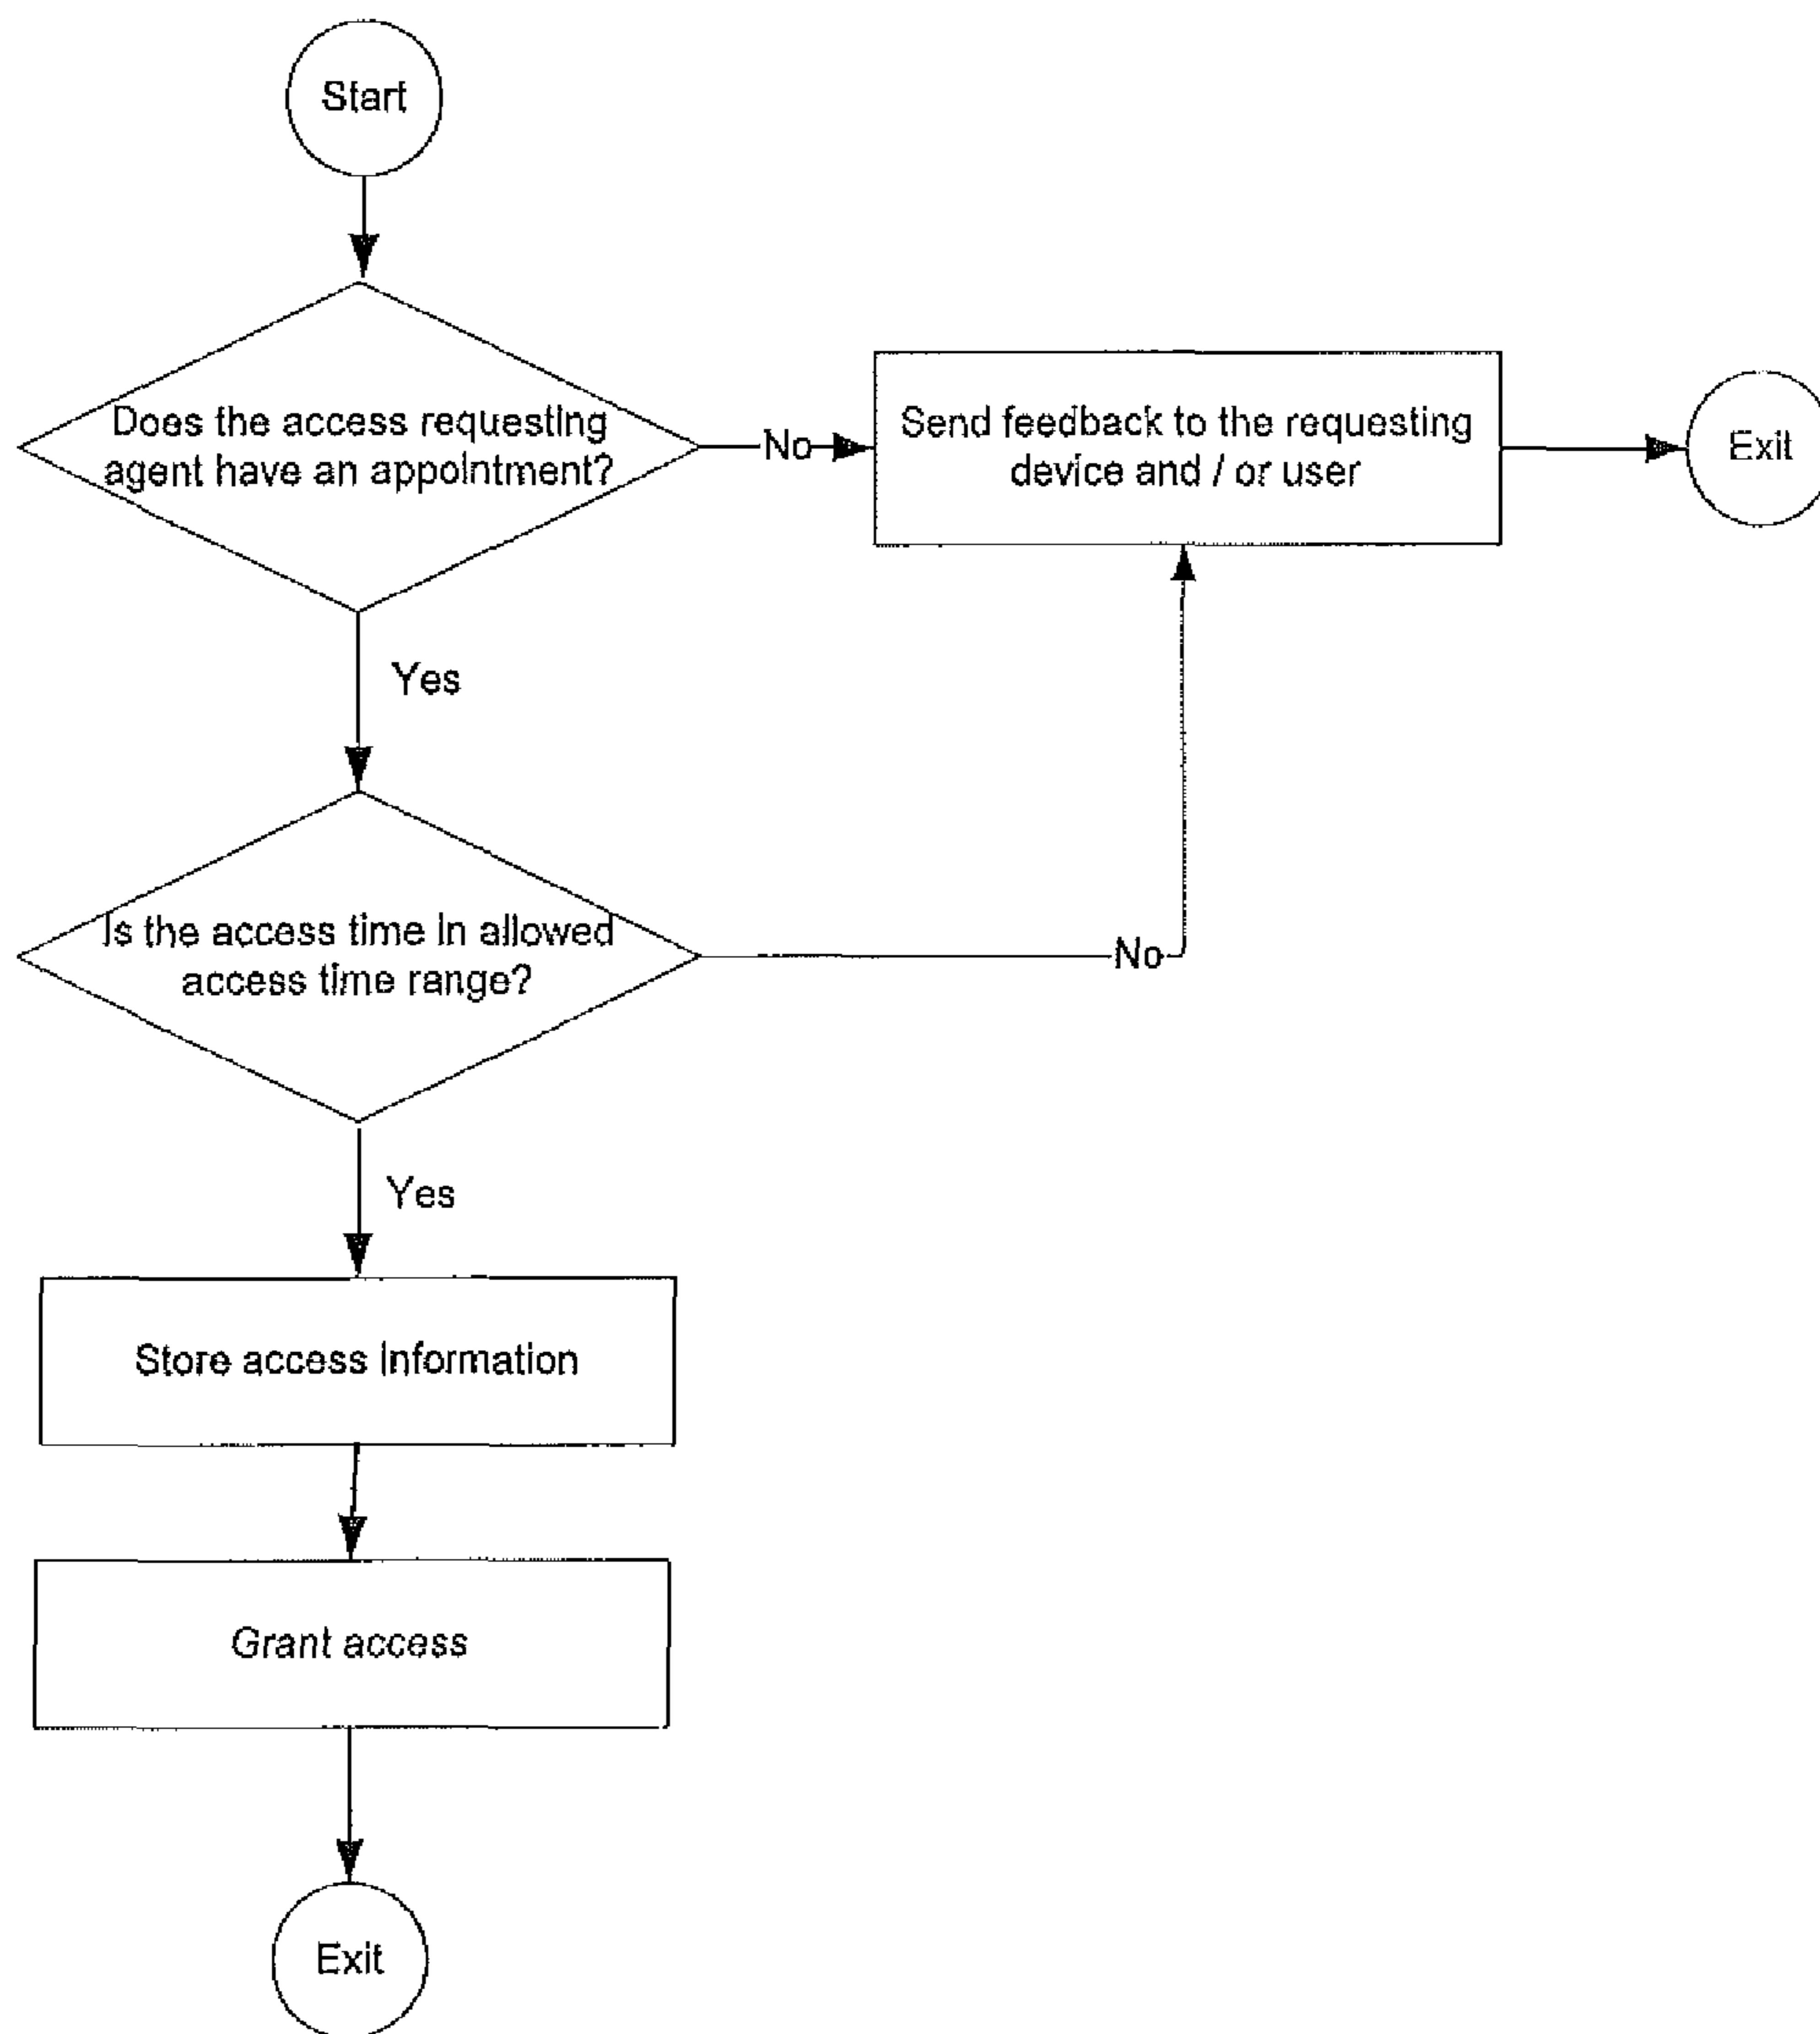 Start
Does the access requesting
agent have an appointment?
No
Send feedback to the requesting
device and / or user
Exit
Yes
Is the access time in allowed
access time range?
No
Yes
Store access Information
Grant access
Exit